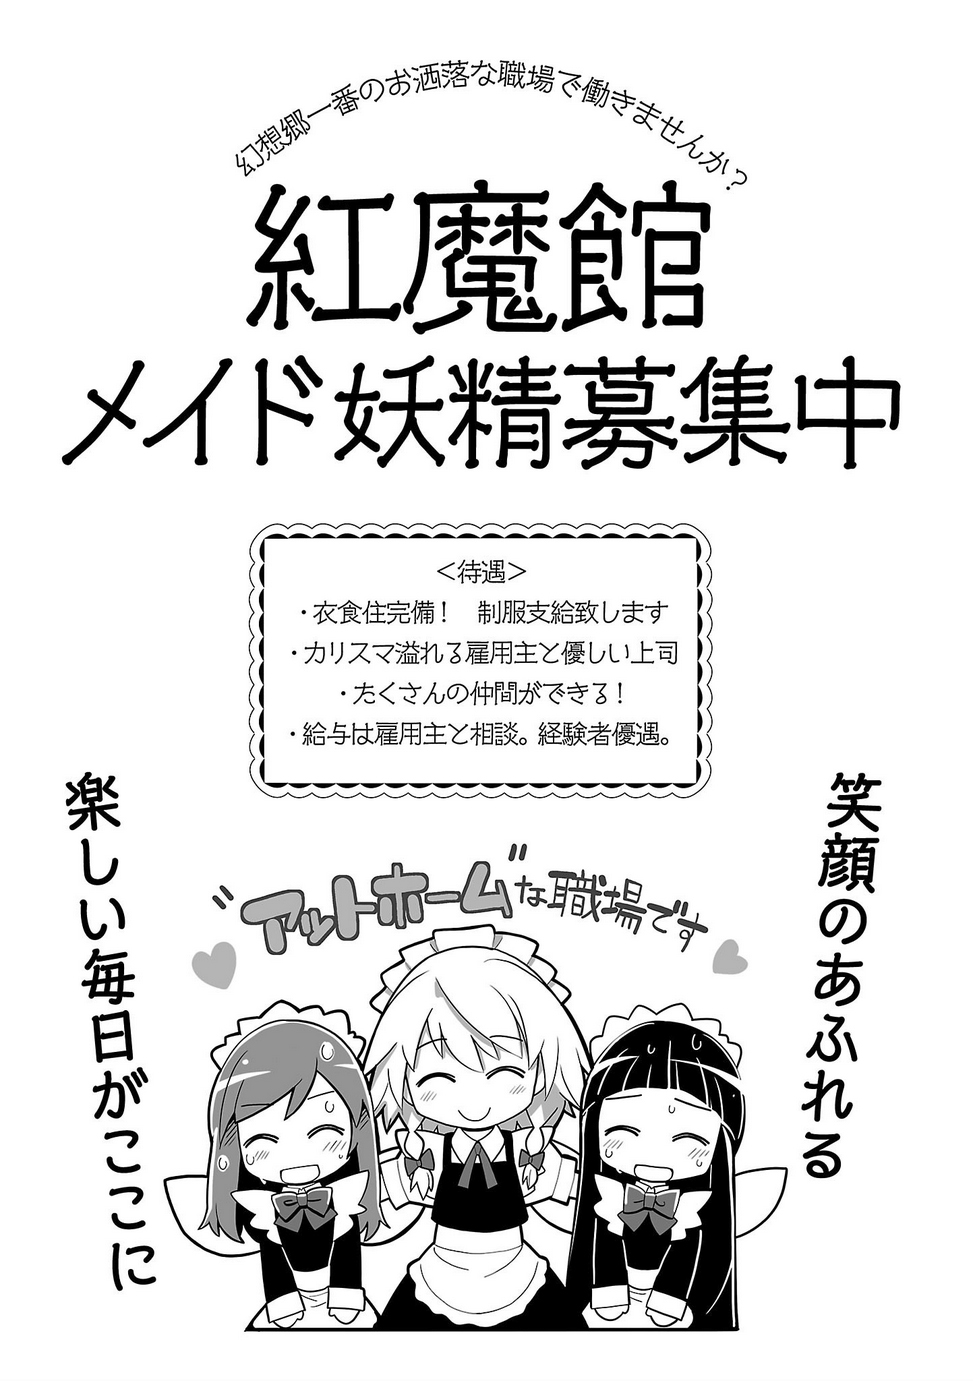 幻想郷一番のお洒落な職場で働きませんか?
紅魔館
メイド妖精募集中
＜待遇＞
・衣食住完備！　制服支給致します
・カリスマ溢れる雇用主と優しい上司
・たくさんの仲間ができる！
・給与は雇用主と相談。経験者優遇。
笑顔のあふれる
楽しい毎日がここに
"アットホーム"な職場です